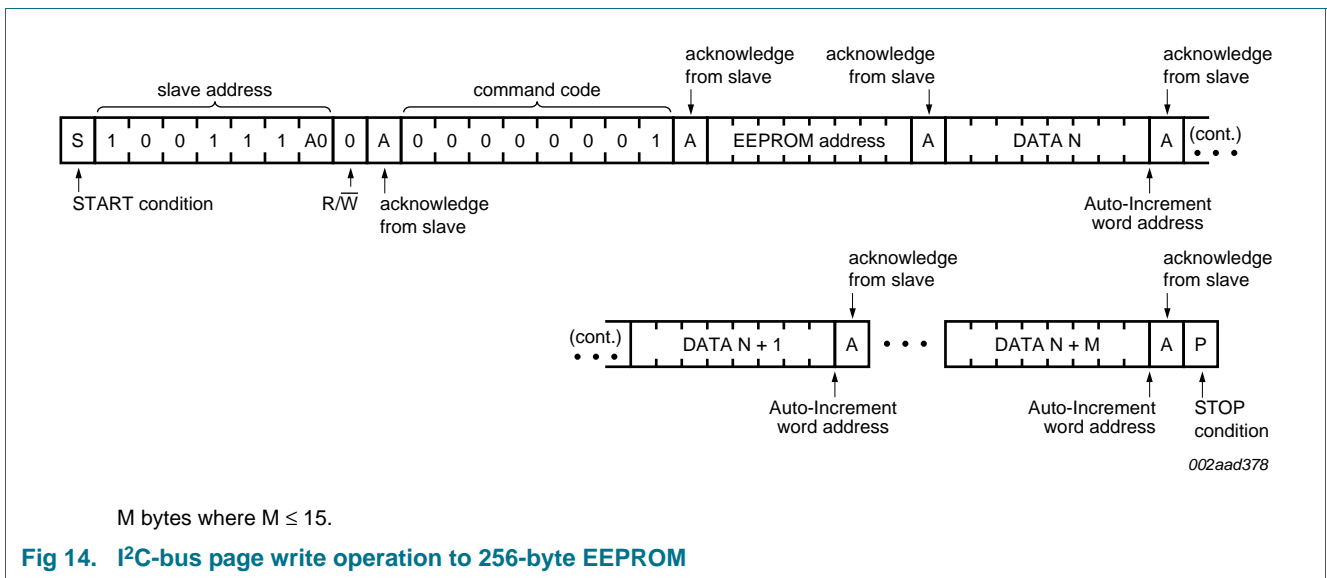 acknowledge from slave
acknowledge from slave
acknowledge from slave
slave address
command code
S 1 0 0 1 1 1 A0 0 A 0 0 0 0 0 0 0 1 A EEPROM address A DATA N A (cont.)
START condition
R/W̅
acknowledge from slave
Auto-Increment word address
acknowledge from slave
acknowledge from slave
(cont.) DATA N + 1 A • • • DATA N + M A P
Auto-Increment word address
Auto-Increment word address
STOP condition
002aad378
M bytes where M ≤ 15.
Fig 14. I²C-bus page write operation to 256-byte EEPROM